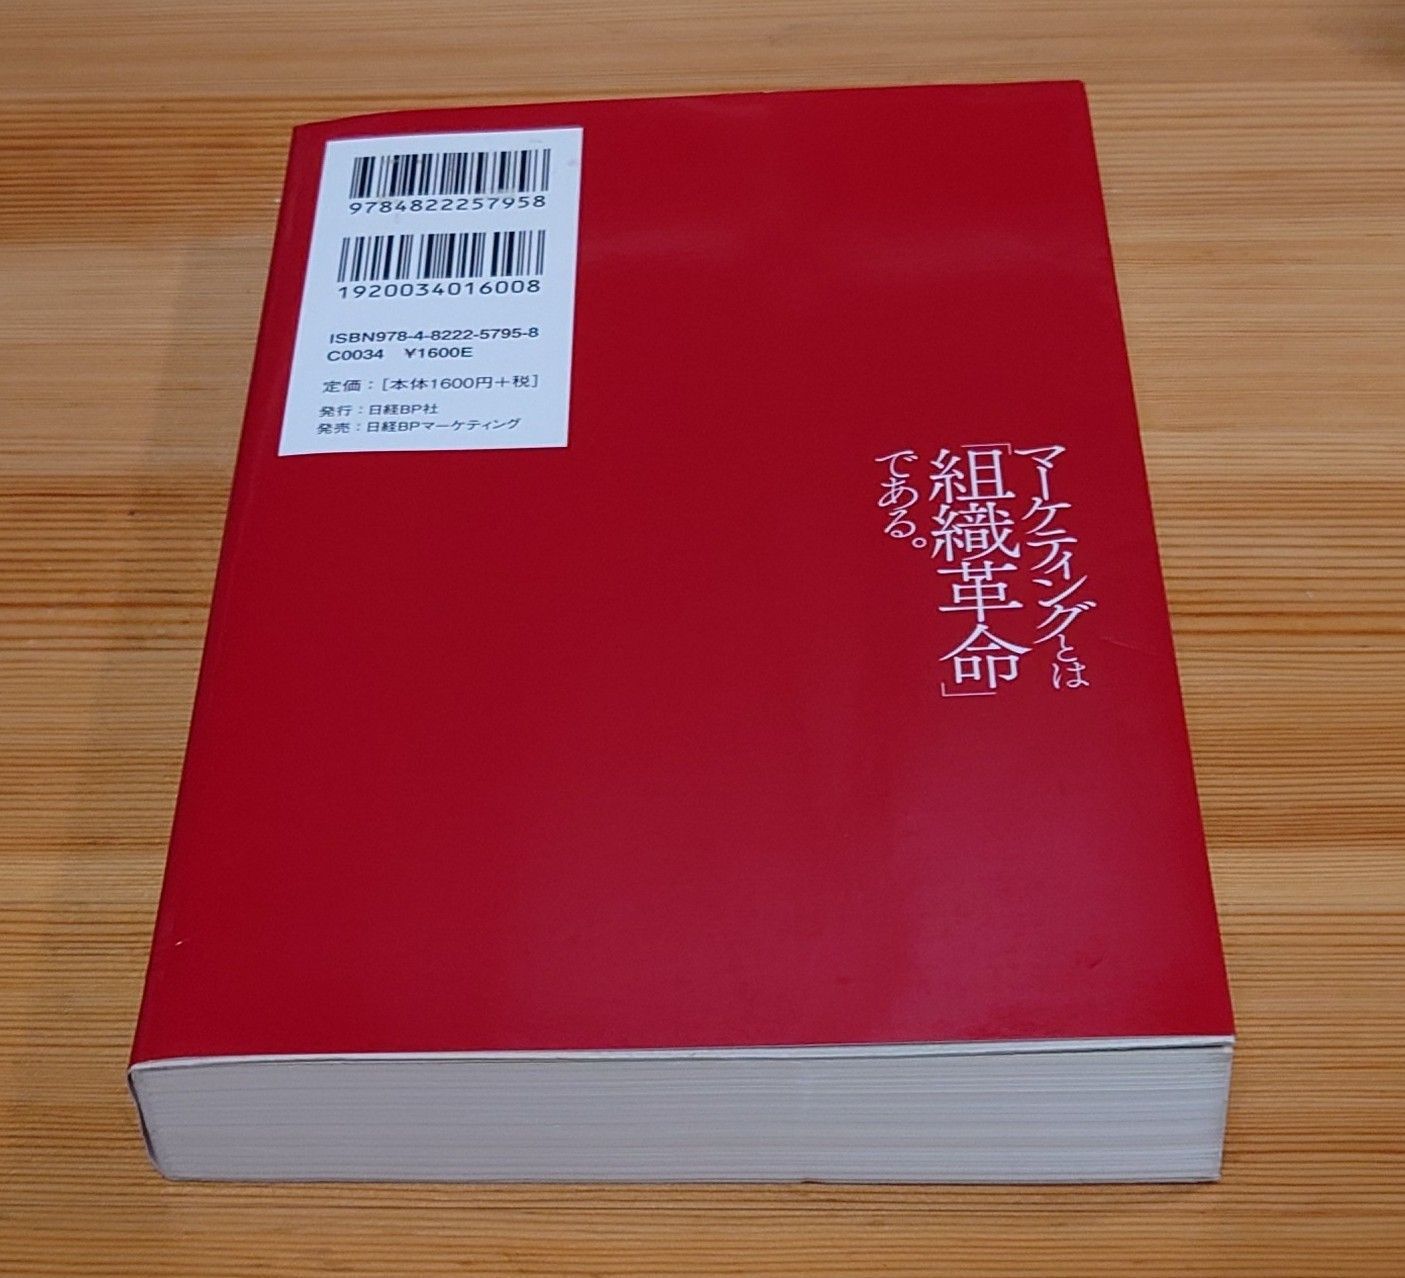 9784822257958
1920034016008
ISBN978-4-8222-5795-8
C0034 ¥1600E
定価：[本体1600円+税]
発行：日経BP社
発売：日経BPマーケティング
マーケティングとは
「組織革命」
である。